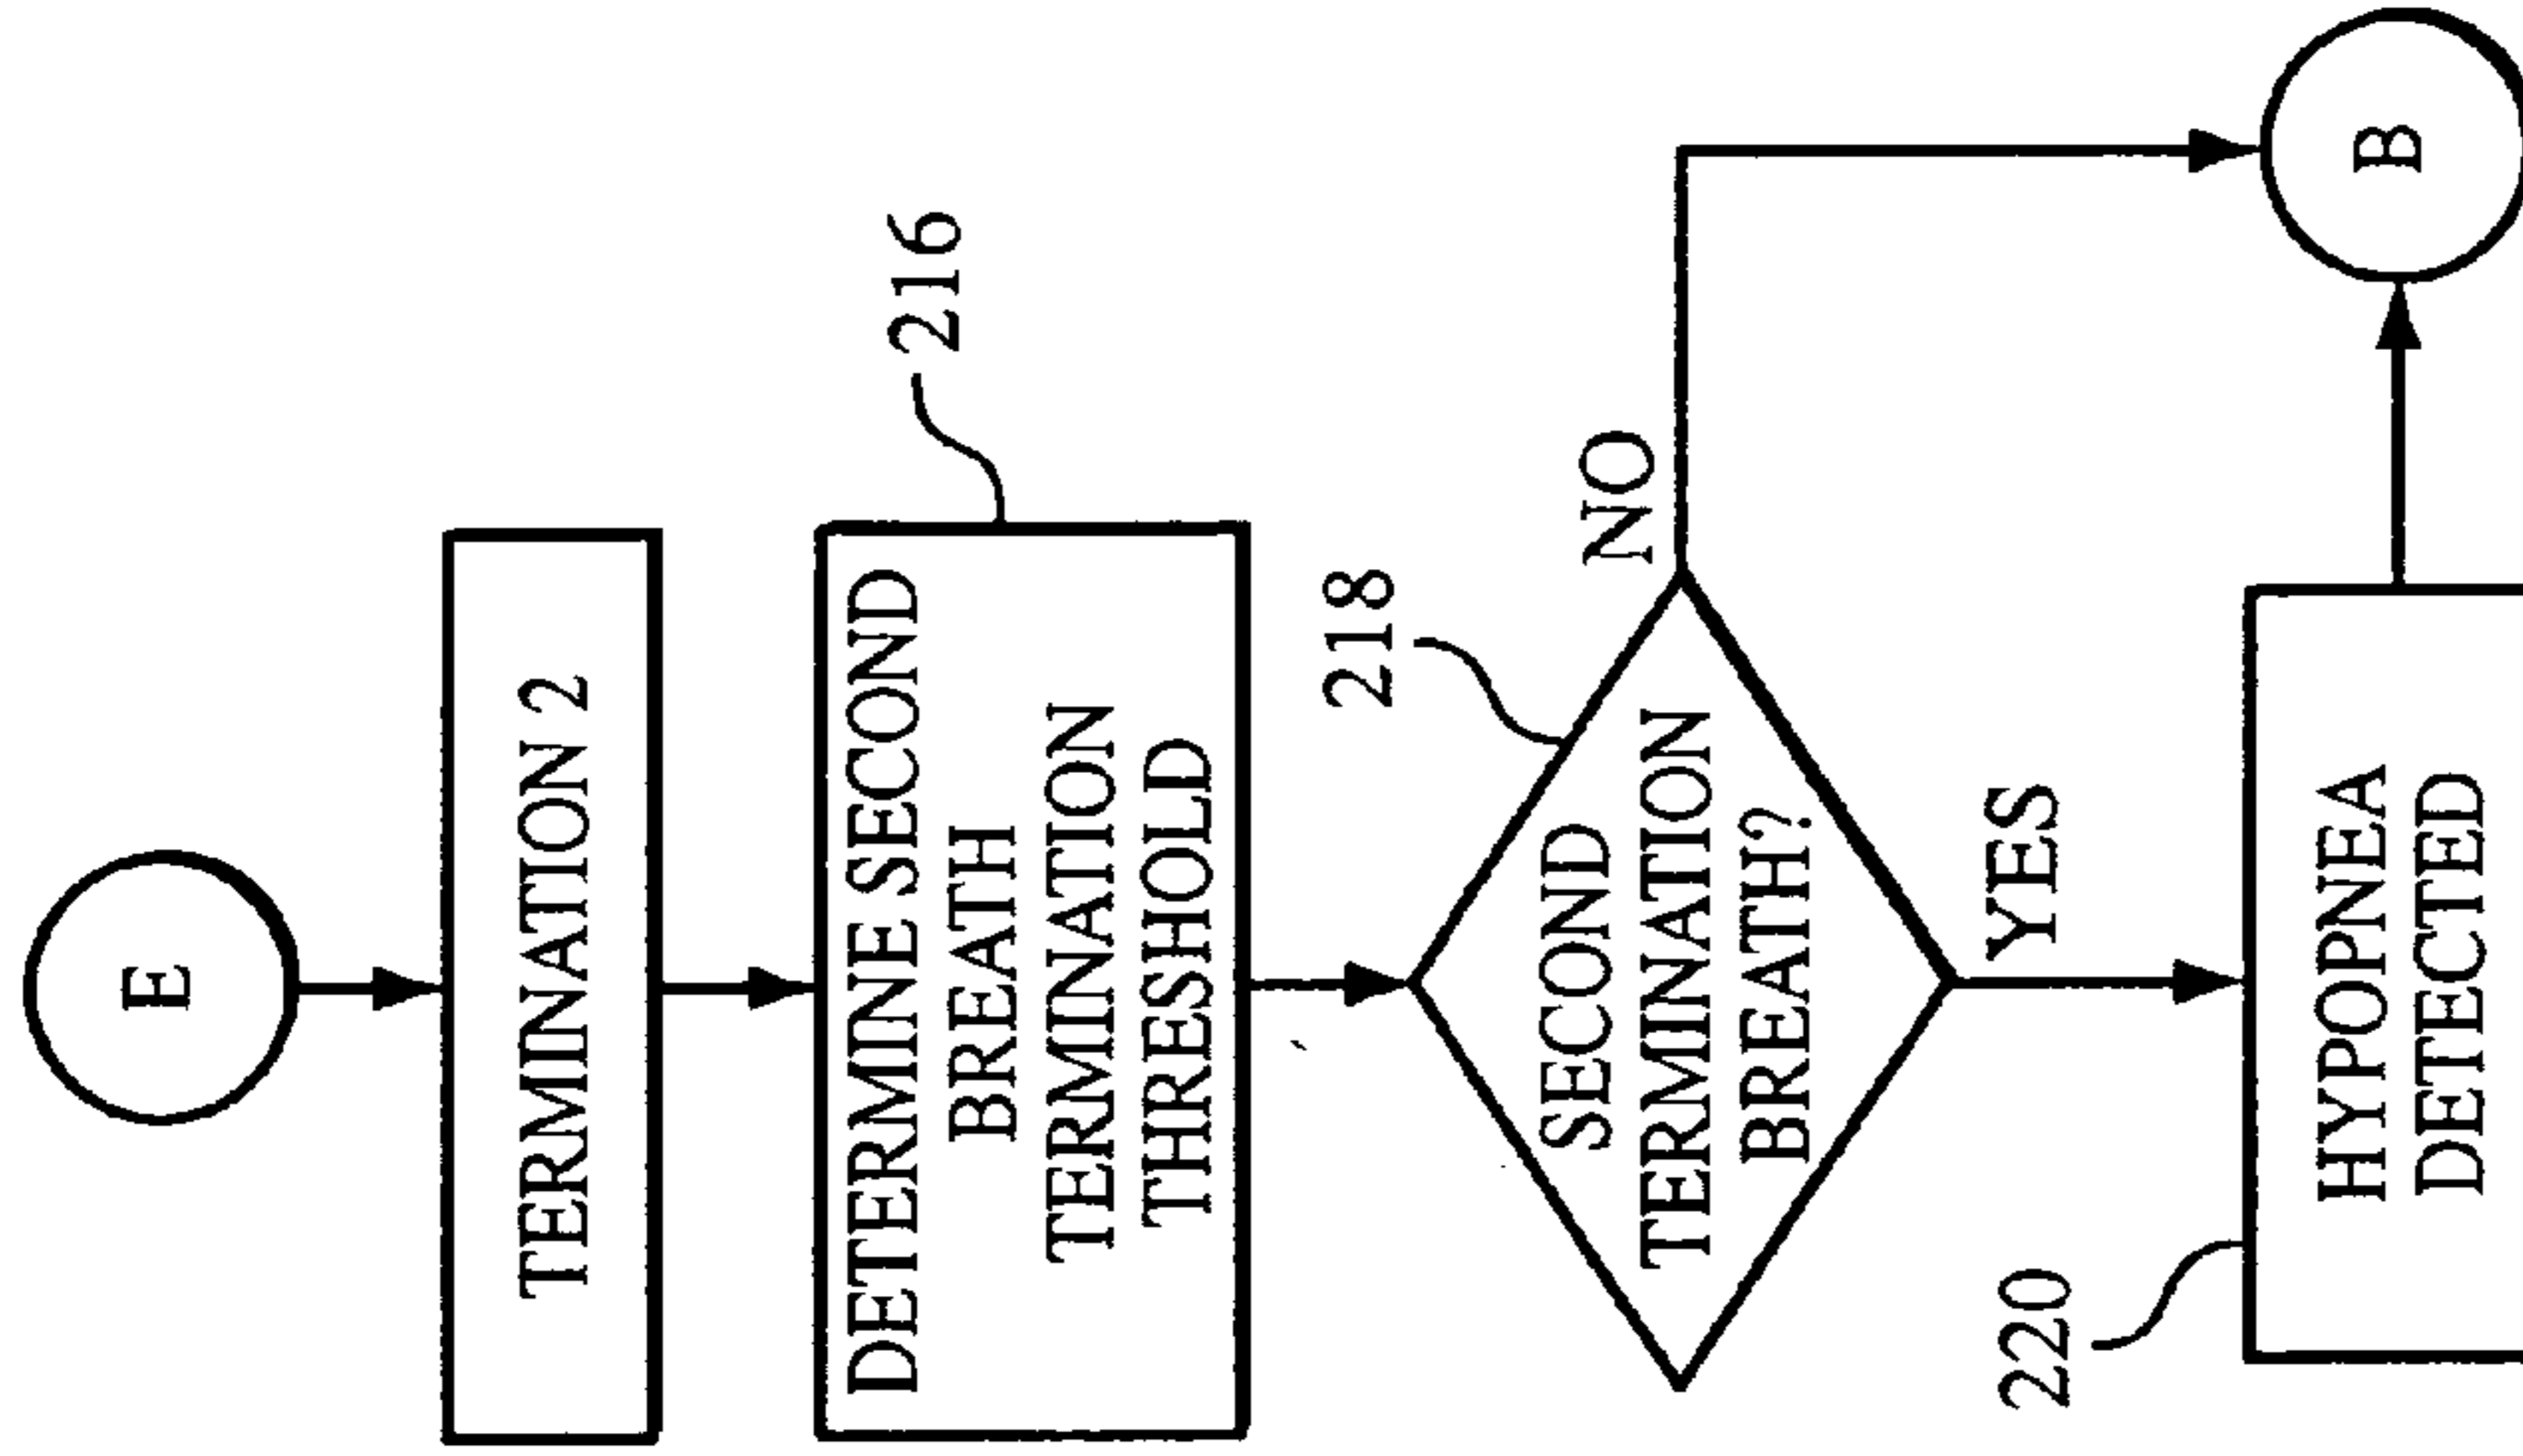 E
TERMINATION 2
DETERMINE SECOND
BREATH
TERMINATION
THRESHOLD
216
SECOND
TERMINATION
BREATH?
218
NO
YES
HYPOPNEA
DETECTED
220
B